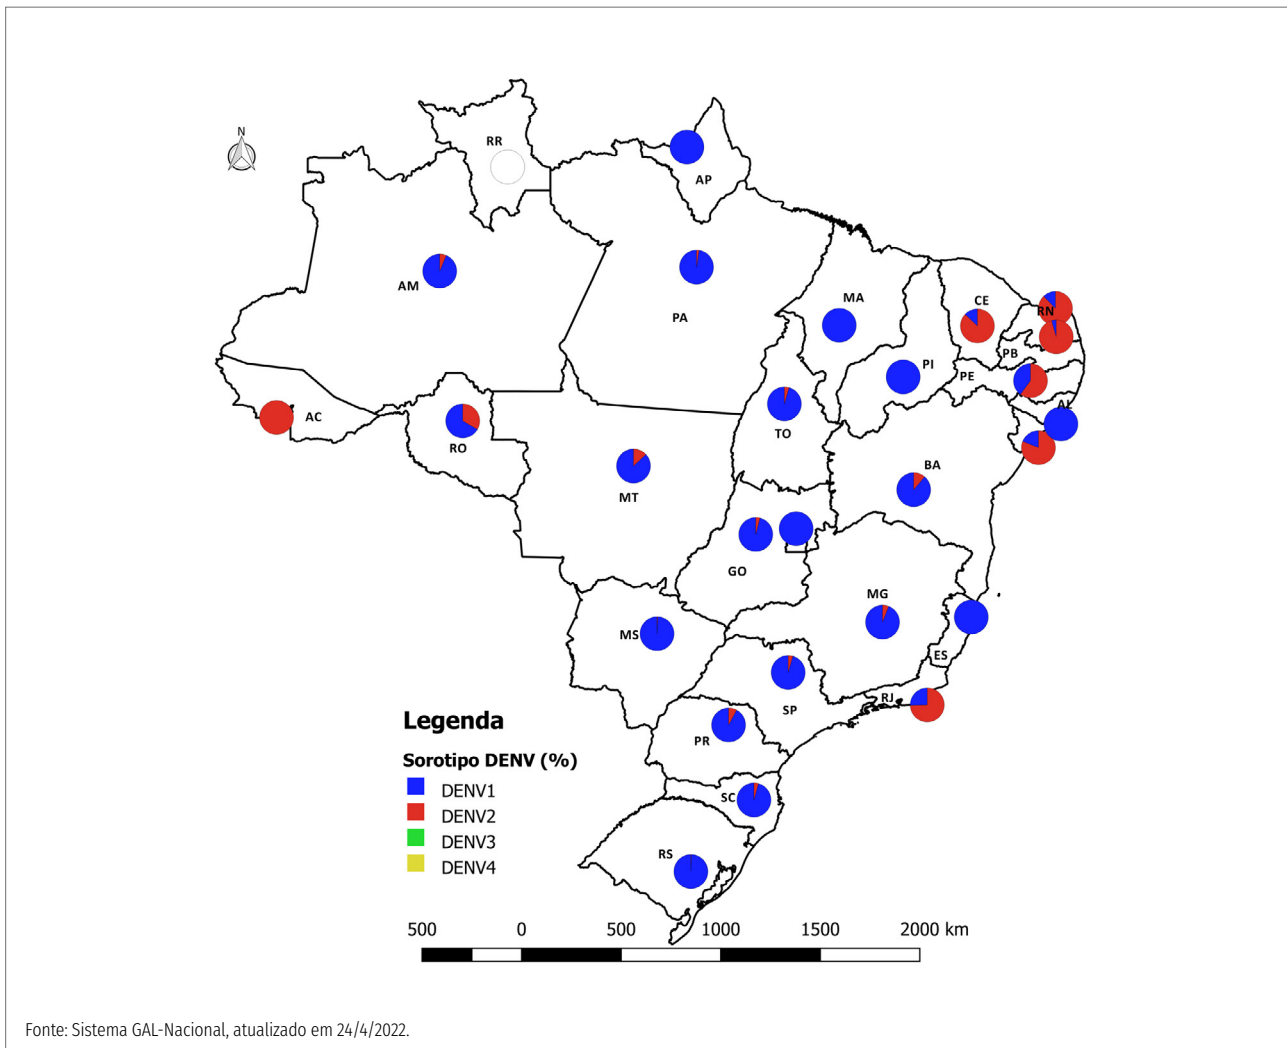 N
RR
AP
AM
PA
MA
CE
RN
PB
PI
PE
AL
AC
RO
TO
BA
MT
GO
MG
MS
ES
SP
RJ
PR
SC
RS
Legenda
Sorotipo DENV (%)
DENV1
DENV2
DENV3
DENV4
500 0 500 1000 1500 2000 km
Fonte: Sistema GAL-Nacional, atualizado em 24/4/2022.